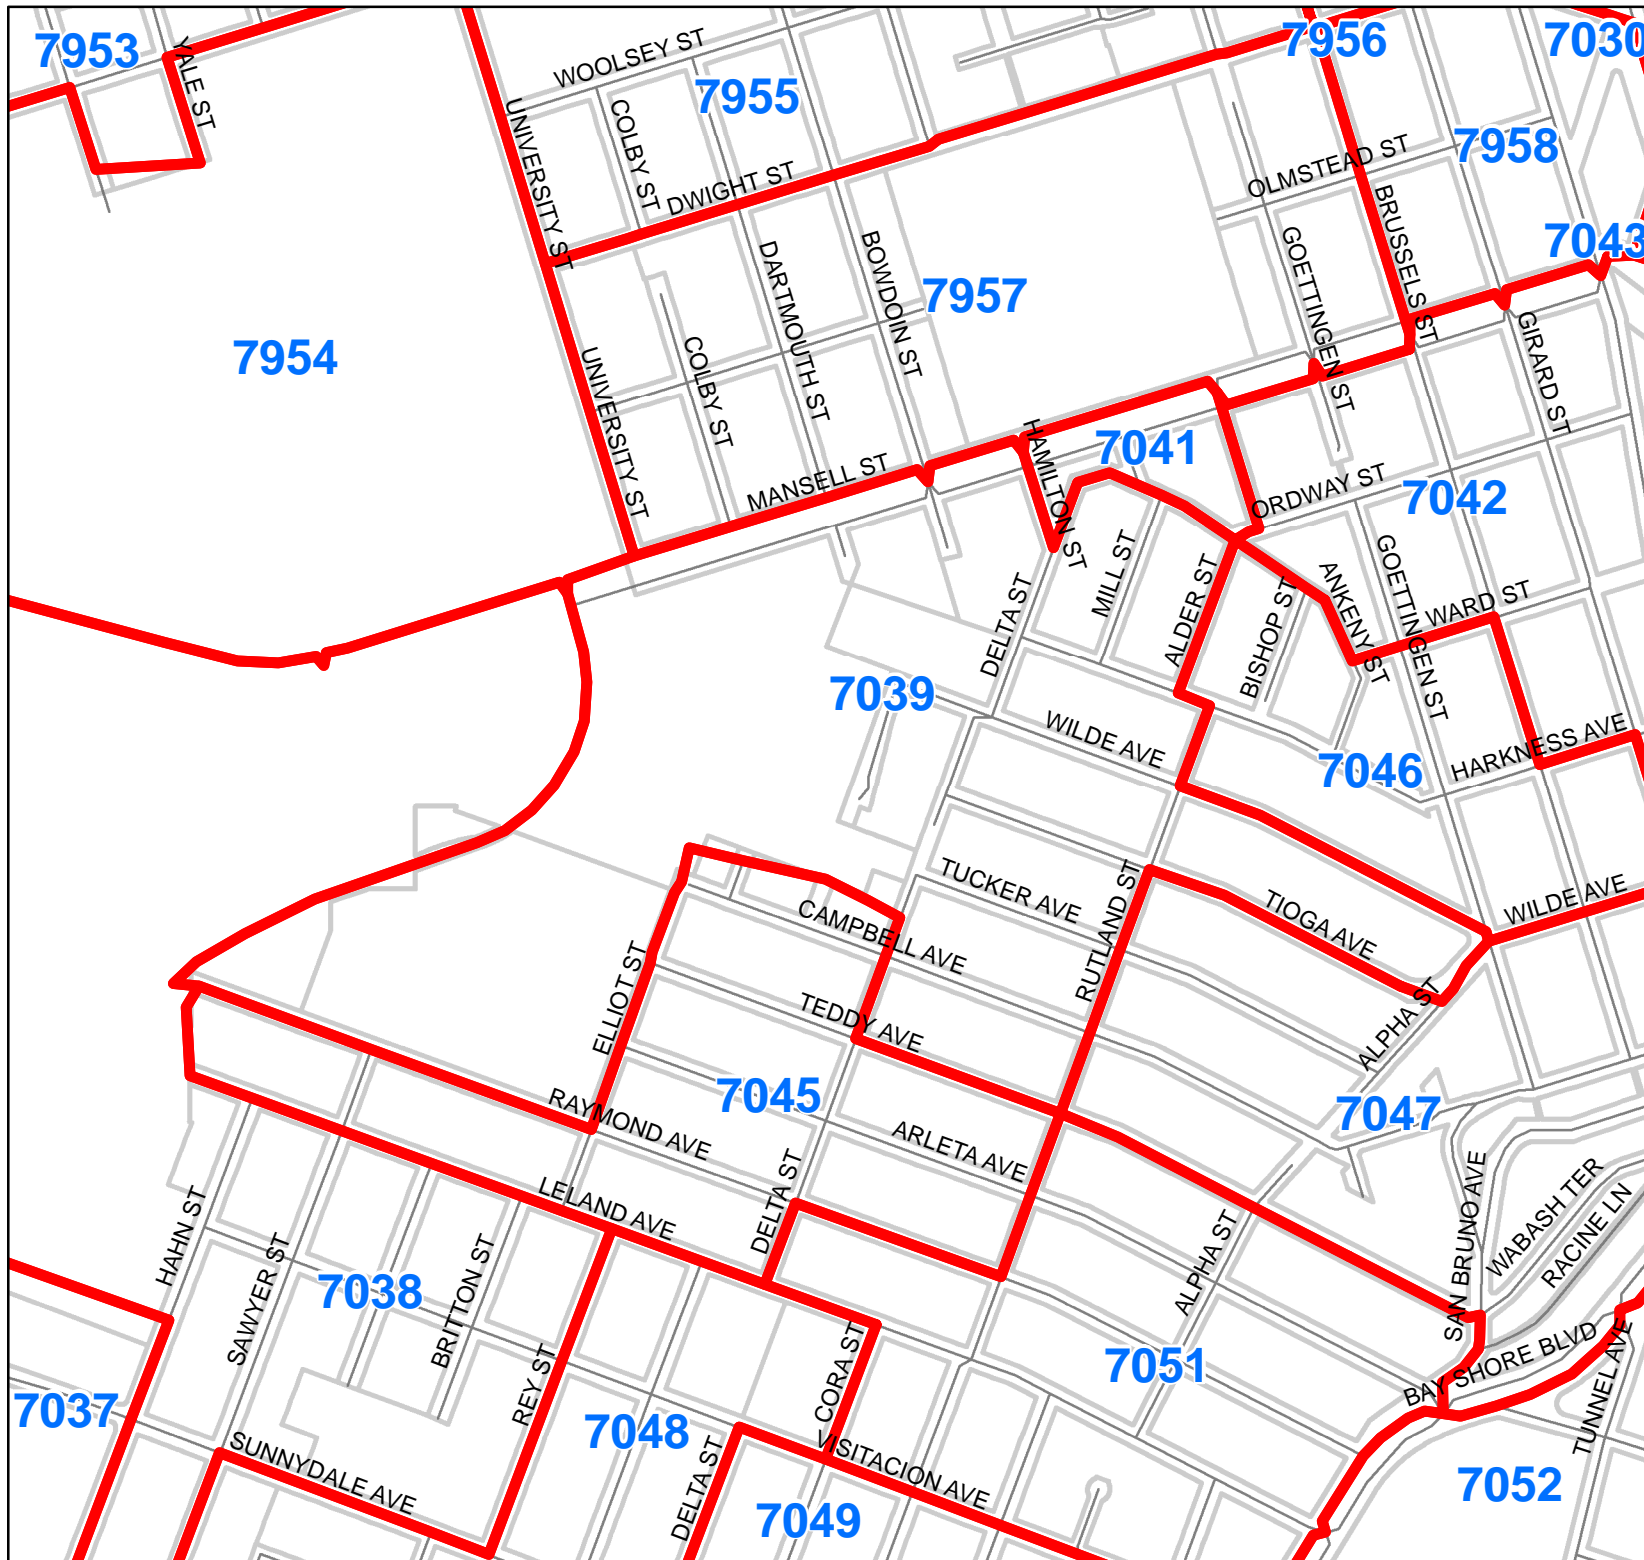 7953
YALE ST
WOOLSEY ST
7955
7956
7030
UNIVERSITY ST
COLBY ST
DWIGHT ST
OLMSTEAD ST
7958
BRUSSELS ST
7043
GOETTINGEN ST
DARTMOUTH ST
BOWDOIN ST
7957
7954
UNIVERSITY ST
COLBY ST
GIRARD ST
MANSELL ST
HAMILTON ST
7041
ORDWAY ST
7042
MILL ST
ALDER ST
BISHOP ST
ANKENY ST
GOETTINGEN ST
WARD ST
DELTA ST
7039
WILDE AVE
7046
HARKNESS AVE
TUCKER AVE
RUTLAND ST
TIOGA AVE
WILDE AVE
CAMPBELL AVE
ELLIOT ST
TEDDY AVE
ALPHA ST
7045
RAYMOND AVE
ARLETA AVE
7047
LELAND AVE
DELTA ST
HAHN ST
SAWYER ST
7038
BRITTON ST
ALPHA ST
SAN BRUNO AVE
WABASH TER
RACINE LN
REY ST
CORA ST
7051
BAY SHORE BLVD
TUNNEL AVE
7037
SUNNYDALE AVE
7048
DELTA ST
VISITACION AVE
7049
7052